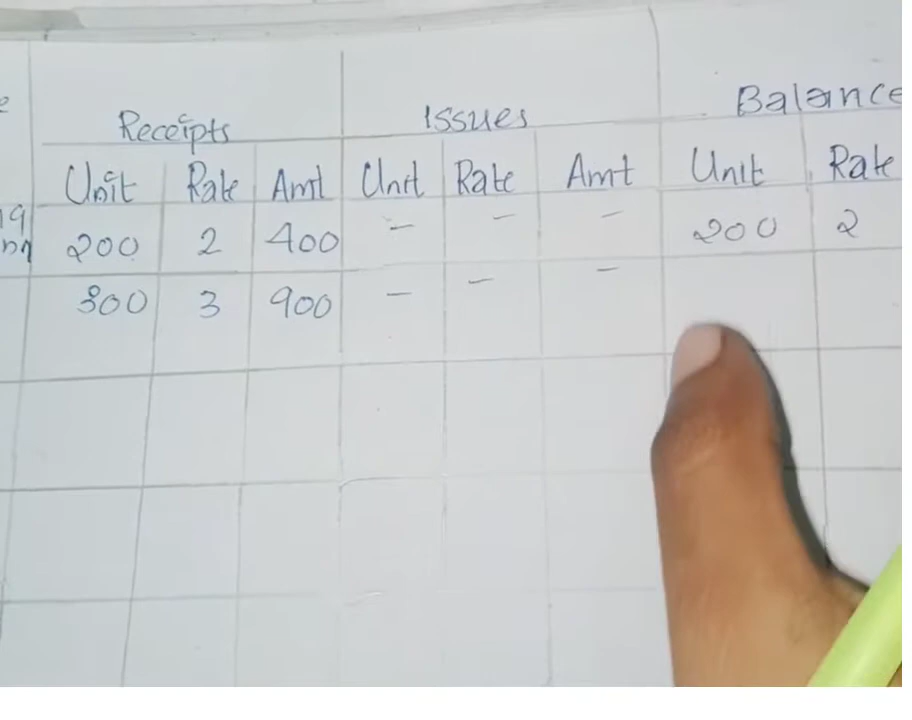 Receipts Issues Balance
Unit Rate Amt Unit Rate Amt Unit Rate
200 2 400 - - - 200 2
300 3 900 - - -